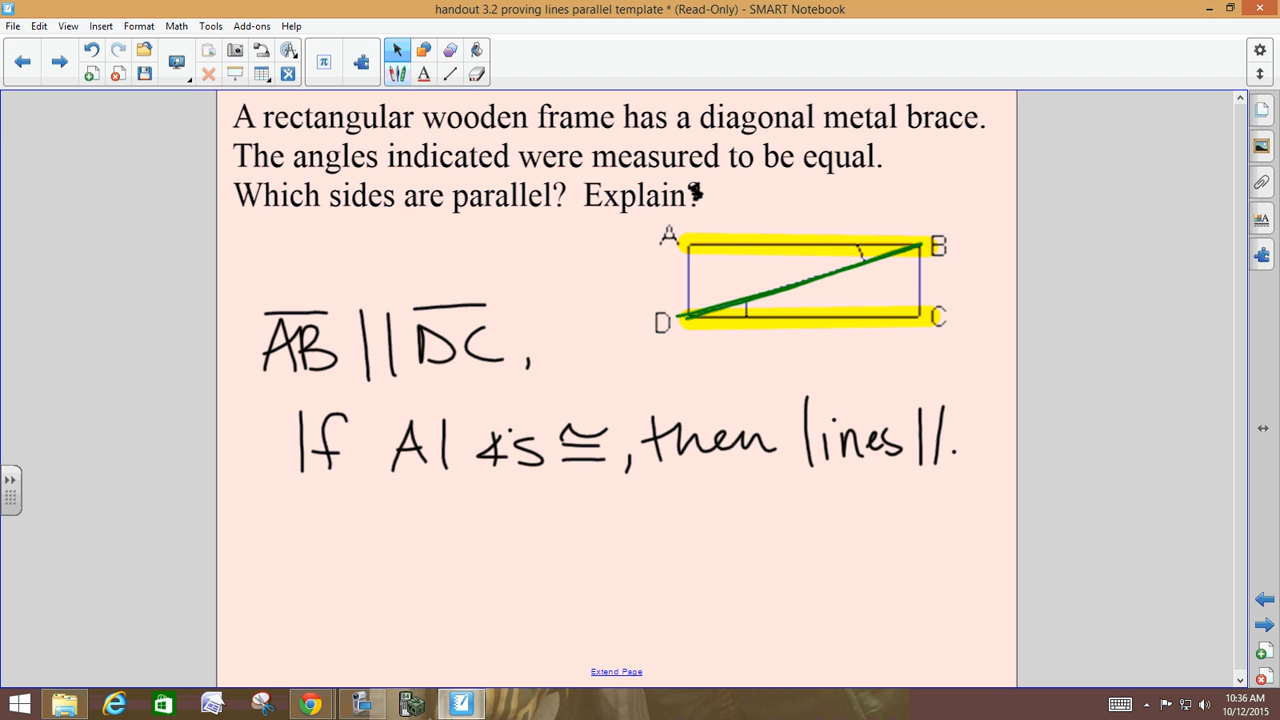 handout 3.2 proving lines parallel template * (Read-Only) - SMART Notebook
File Edit View Insert Format Math Tools Add-ons Help
A rectangular wooden frame has a diagonal metal brace.
The angles indicated were measured to be equal.
Which sides are parallel? Explain
A
B
D
C
AB || DC,
If AI ∡'s ≅, then lines ||.
Extend Page
10:36 AM
10/12/2015